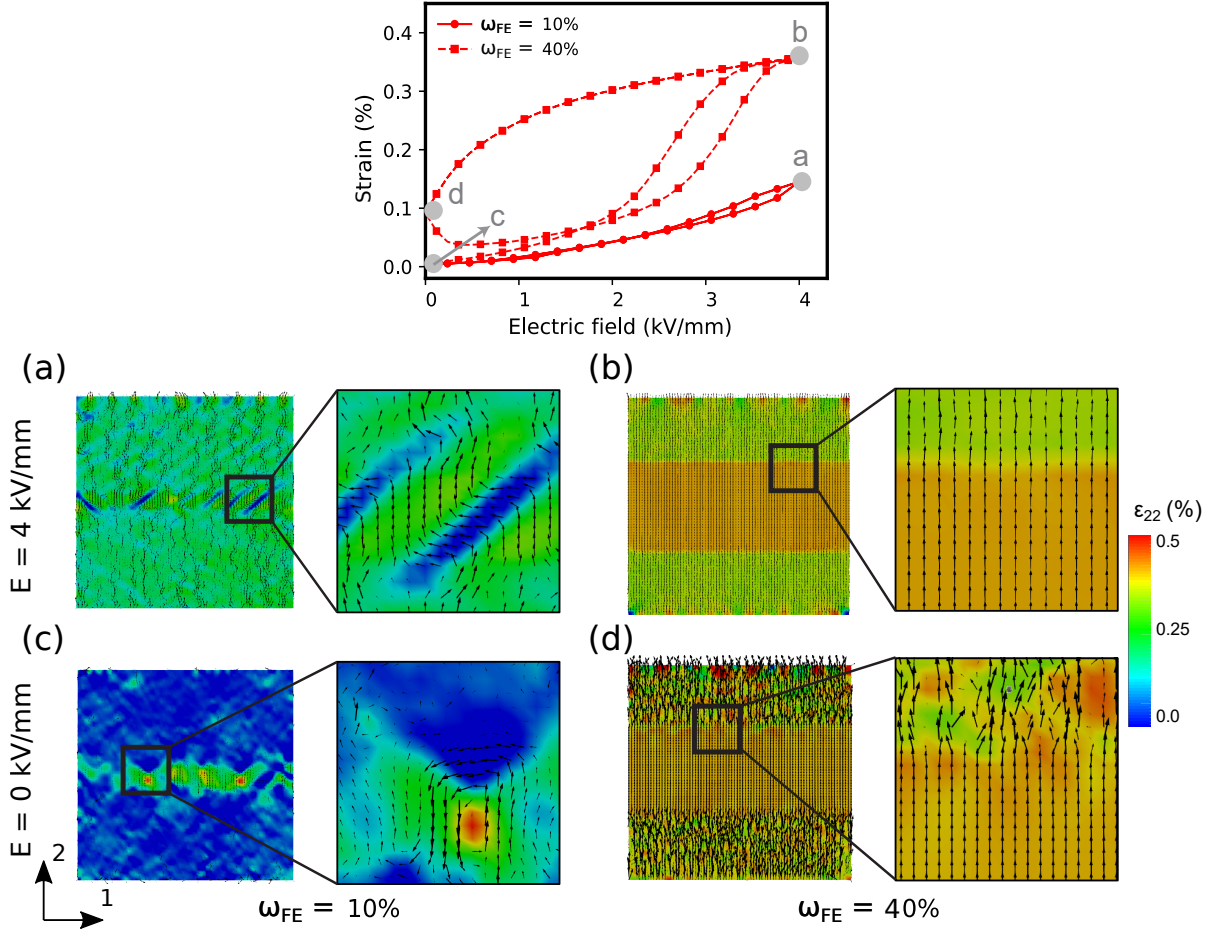 ω_FE = 10%
ω_FE = 40%
0.4
0.3
0.2
0.1
0.0
Strain (%)
a
b
c
d
0 1 2 3 4
Electric field (kV/mm)
(a)
(b)
E = 4 kV/mm
ε₂₂ (%)
0.5
0.25
0.0
(c)
(d)
E = 0 kV/mm
2
1
ω_FE = 10%
ω_FE = 40%